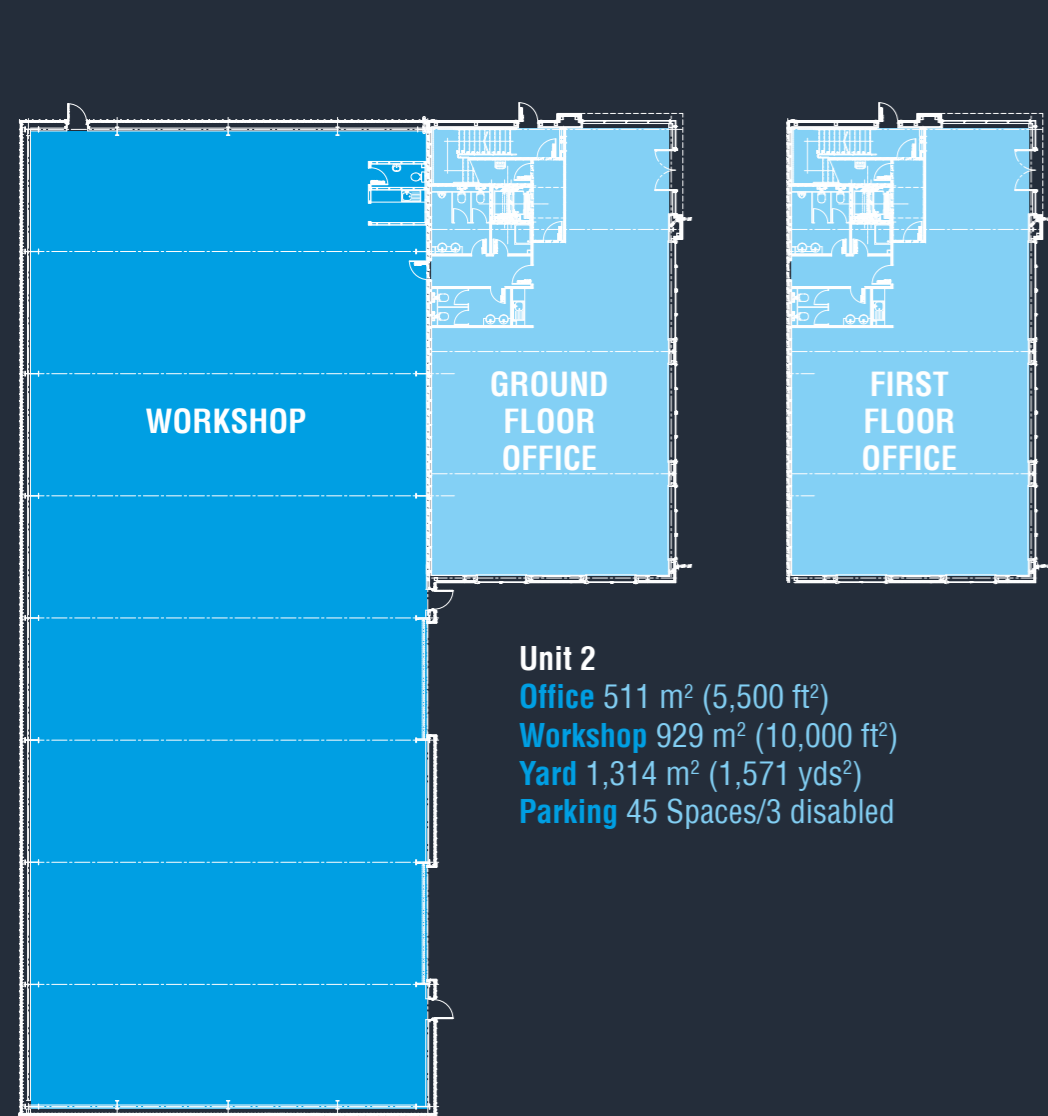 WORKSHOP
GROUND
FLOOR
OFFICE
FIRST
FLOOR
OFFICE
Unit 2
Office 511 m² (5,500 ft²)
Workshop 929 m² (10,000 ft²)
Yard 1,314 m² (1,571 yds²)
Parking 45 Spaces/3 disabled